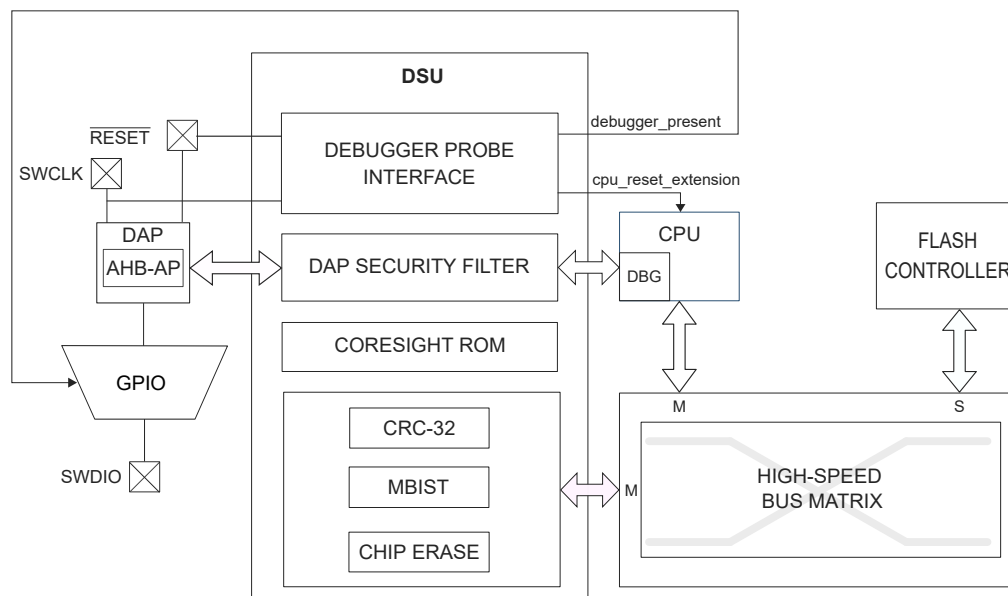 DSU
debugger_present
RESET
DEBUGGER PROBE
INTERFACE
SWCLK
cpu_reset_extension
DAP
AHB-AP
DAP SECURITY FILTER
CPU
DBG
FLASH
CONTROLLER
CORESIGHT ROM
GPIO
M
S
CRC-32
SWDIO
MBIST
M
HIGH-SPEED
BUS MATRIX
CHIP ERASE